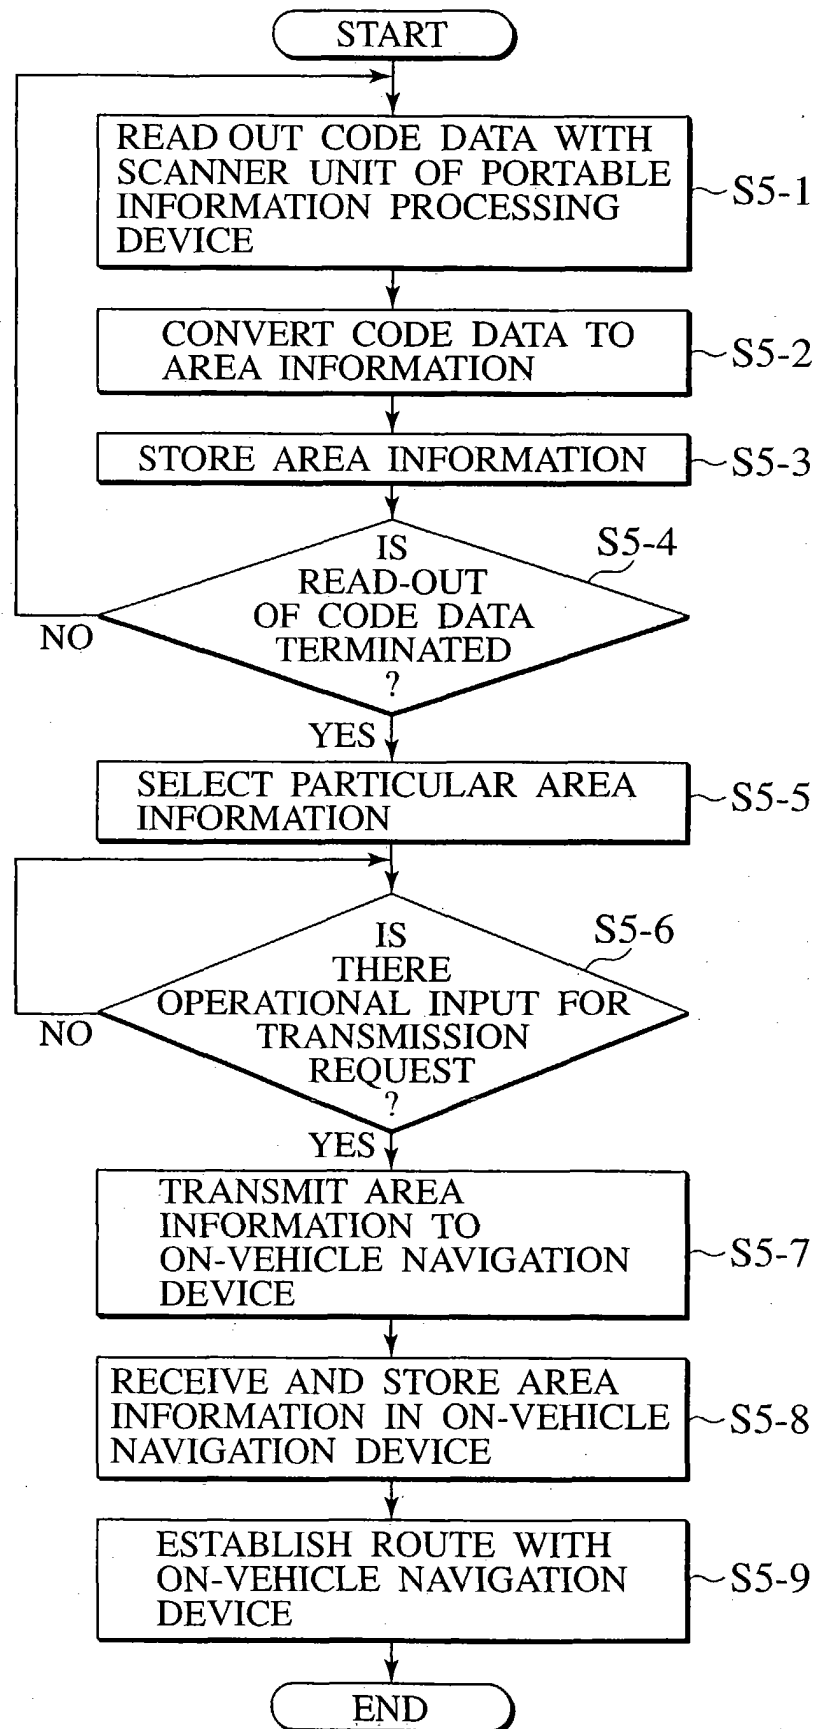 START
READ OUT CODE DATA WITH
SCANNER UNIT OF PORTABLE
INFORMATION PROCESSING
DEVICE
S5-1
CONVERT CODE DATA TO
AREA INFORMATION
S5-2
STORE AREA INFORMATION
S5-3
IS
READ-OUT
OF CODE DATA
TERMINATED
?
S5-4
NO
YES
SELECT PARTICULAR AREA
INFORMATION
S5-5
IS
THERE
OPERATIONAL INPUT FOR
TRANSMISSION
REQUEST
?
S5-6
NO
YES
TRANSMIT AREA
INFORMATION TO
ON-VEHICLE NAVIGATION
DEVICE
S5-7
RECEIVE AND STORE AREA
INFORMATION IN ON-VEHICLE
NAVIGATION DEVICE
S5-8
ESTABLISH ROUTE WITH
ON-VEHICLE NAVIGATION
DEVICE
S5-9
END